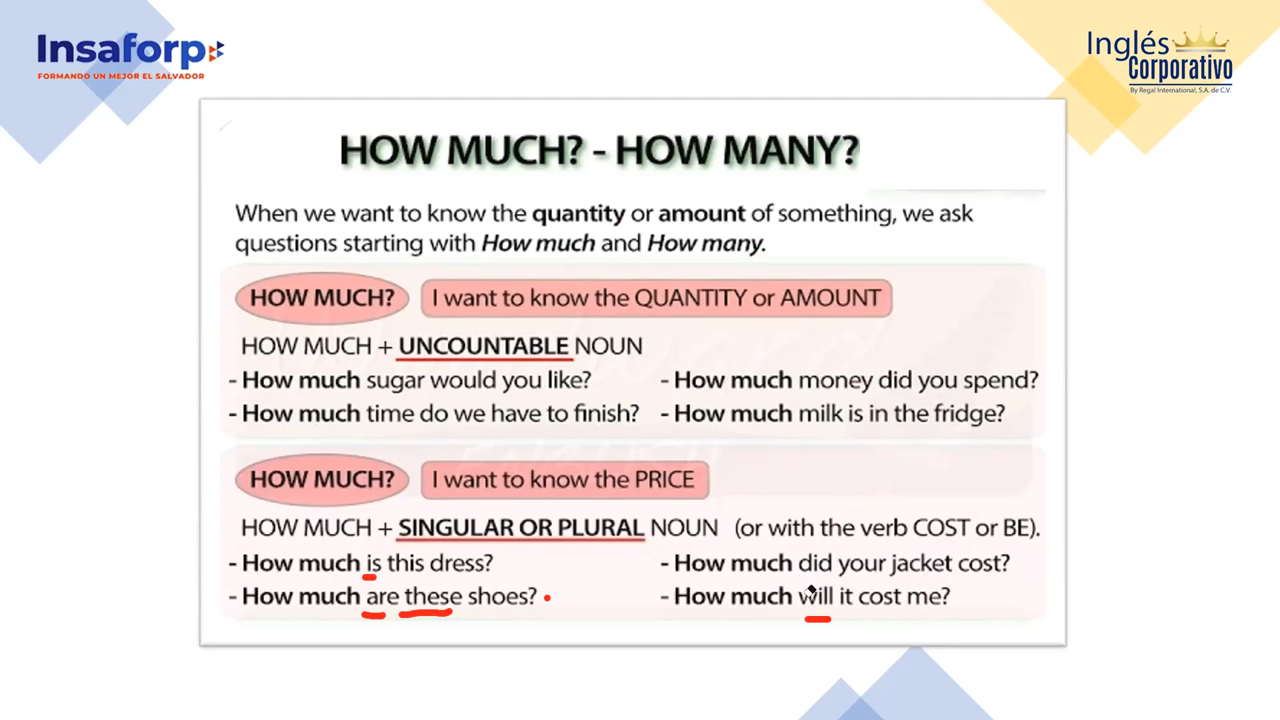 Insaforp
FORMANDO UN MEJOR EL SALVADOR
Inglés
Corporativo
By Regal International, S.A. de C.V.
HOW MUCH? - HOW MANY?
When we want to know the quantity or amount of something, we ask
questions starting with How much and How many.
HOW MUCH? I want to know the QUANTITY or AMOUNT
HOW MUCH + UNCOUNTABLE NOUN
- How much sugar would you like? - How much money did you spend?
- How much time do we have to finish? - How much milk is in the fridge?
HOW MUCH? I want to know the PRICE
HOW MUCH + SINGULAR OR PLURAL NOUN (or with the verb COST or BE).
- How much is this dress? - How much did your jacket cost?
- How much are these shoes? - How much will it cost me?